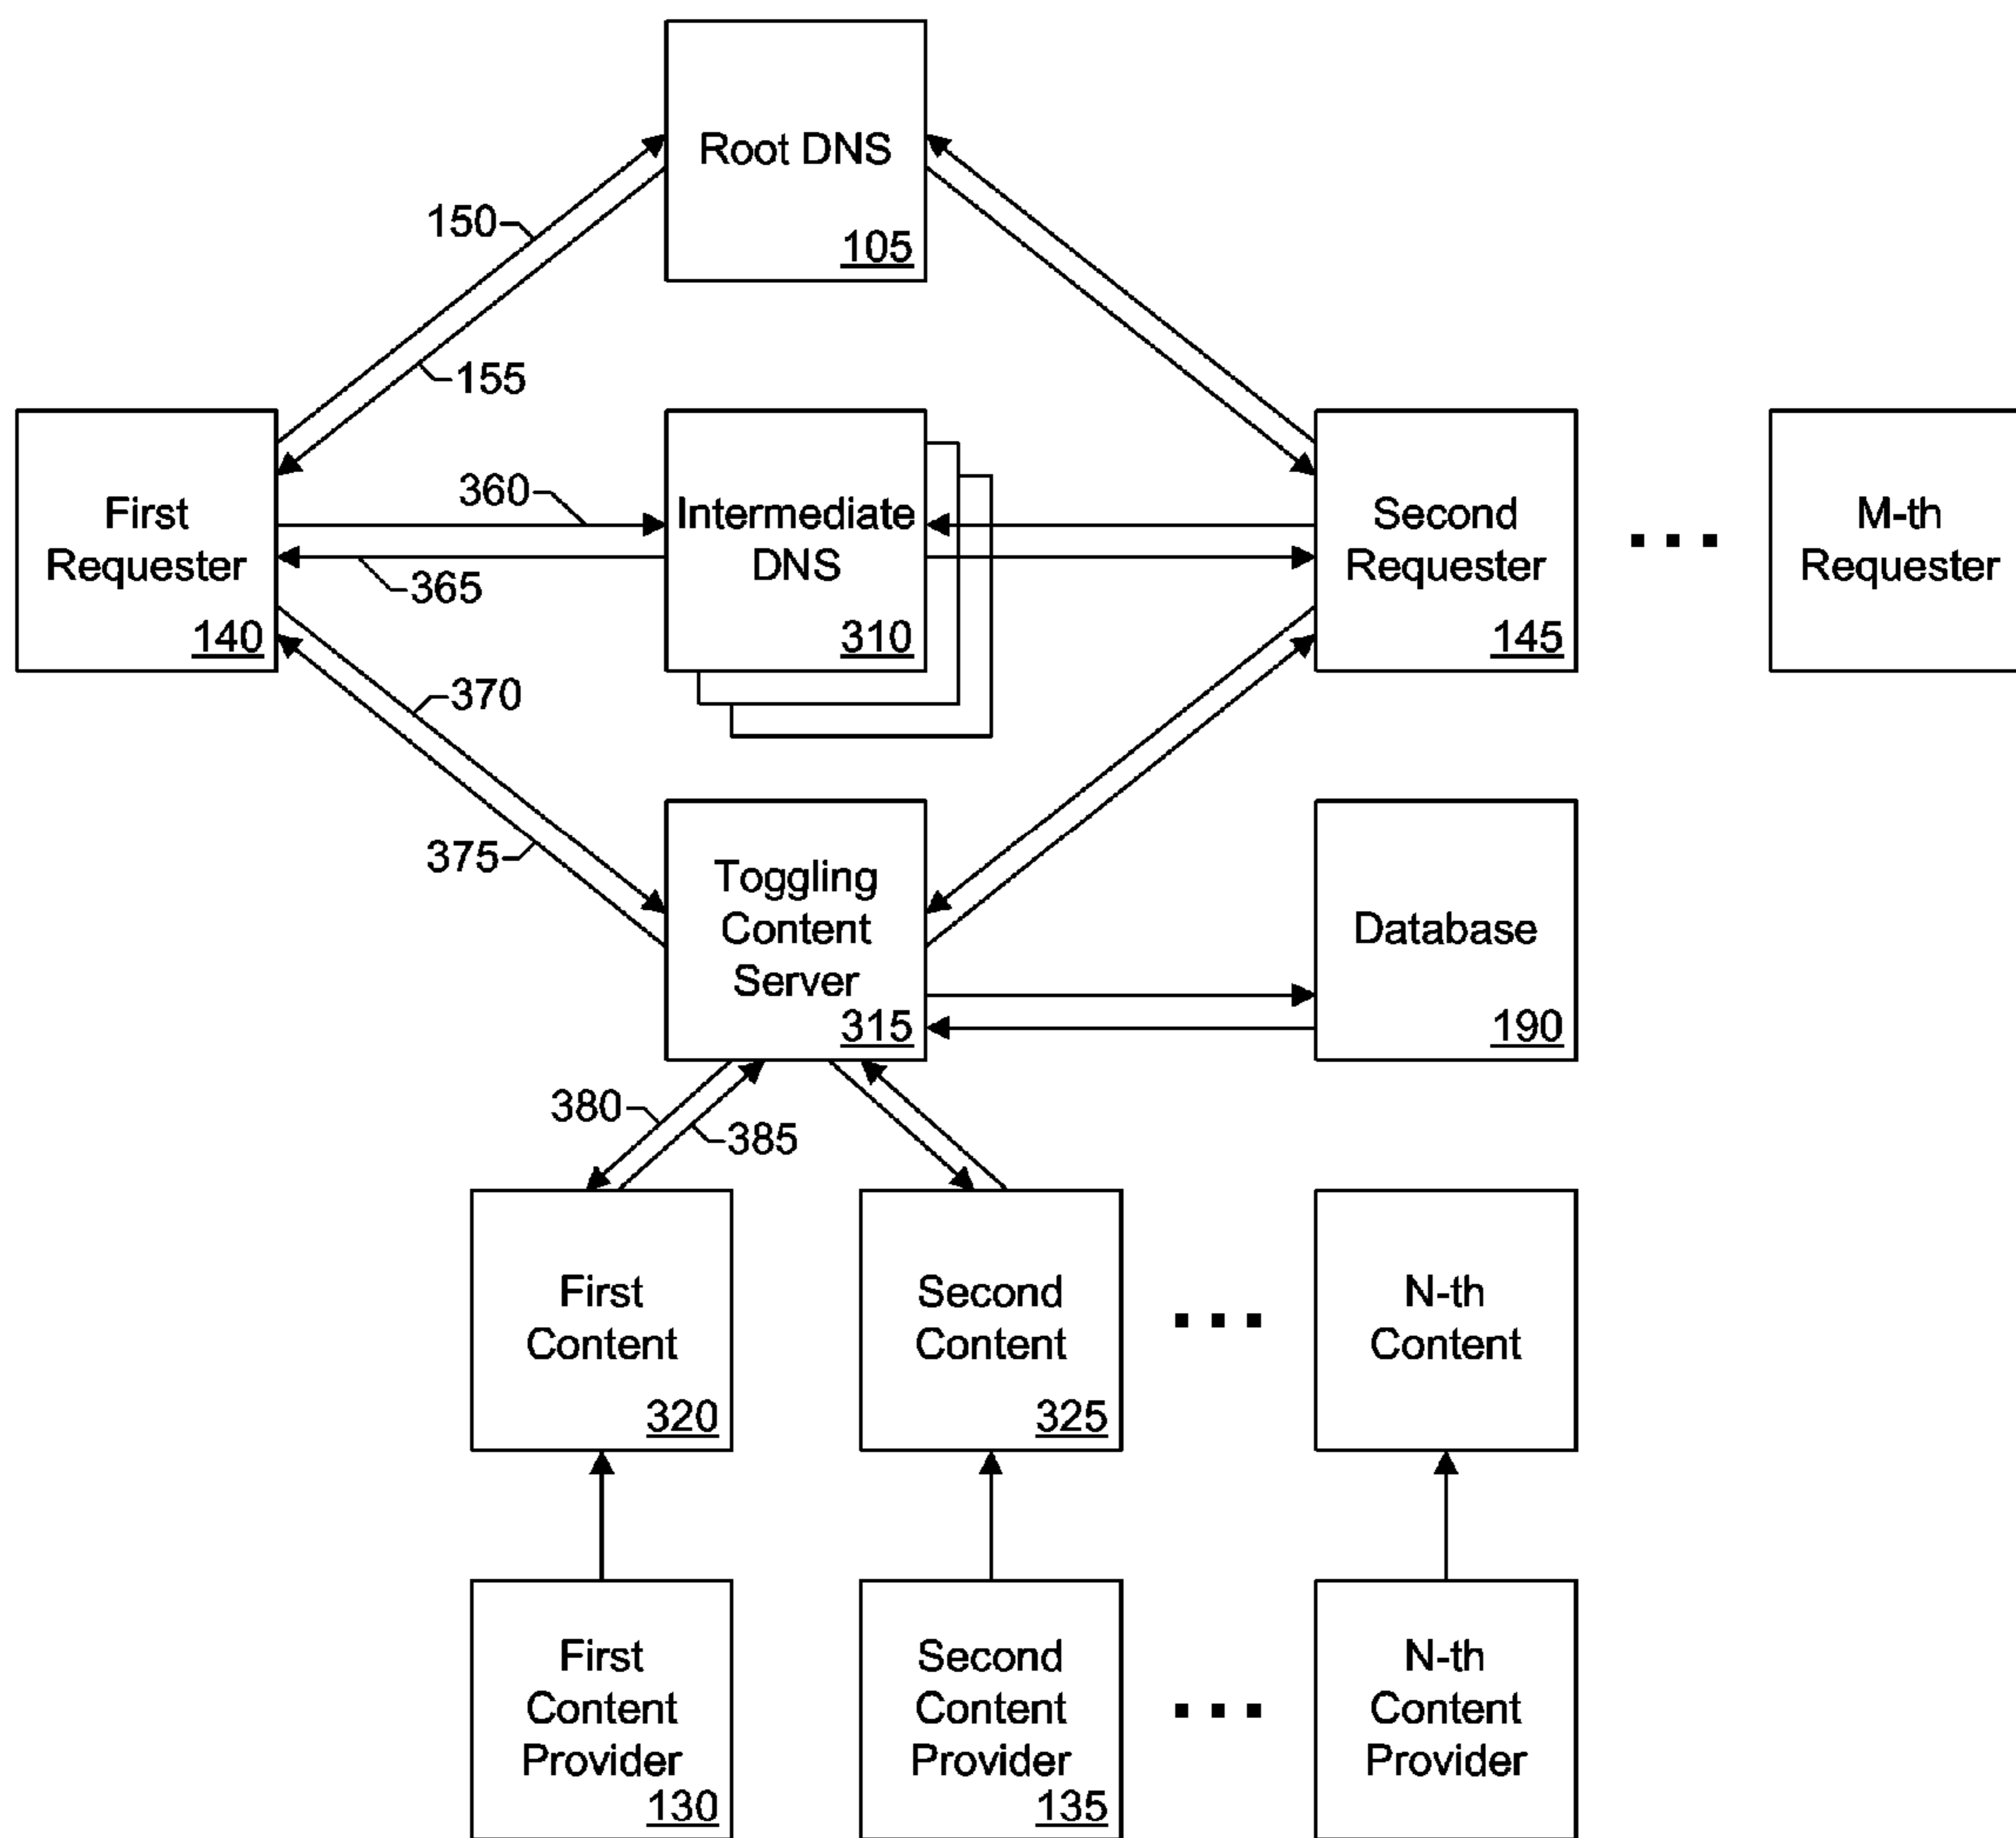 Root DNS
105
150
155
First
Requester
140
360
365
Intermediate
DNS
310
Second
Requester
145
M-th
Requester
370
375
Toggling
Content
Server
315
Database
190
380
385
First
Content
320
Second
Content
325
N-th
Content
First
Content
Provider
130
Second
Content
Provider
135
N-th
Content
Provider